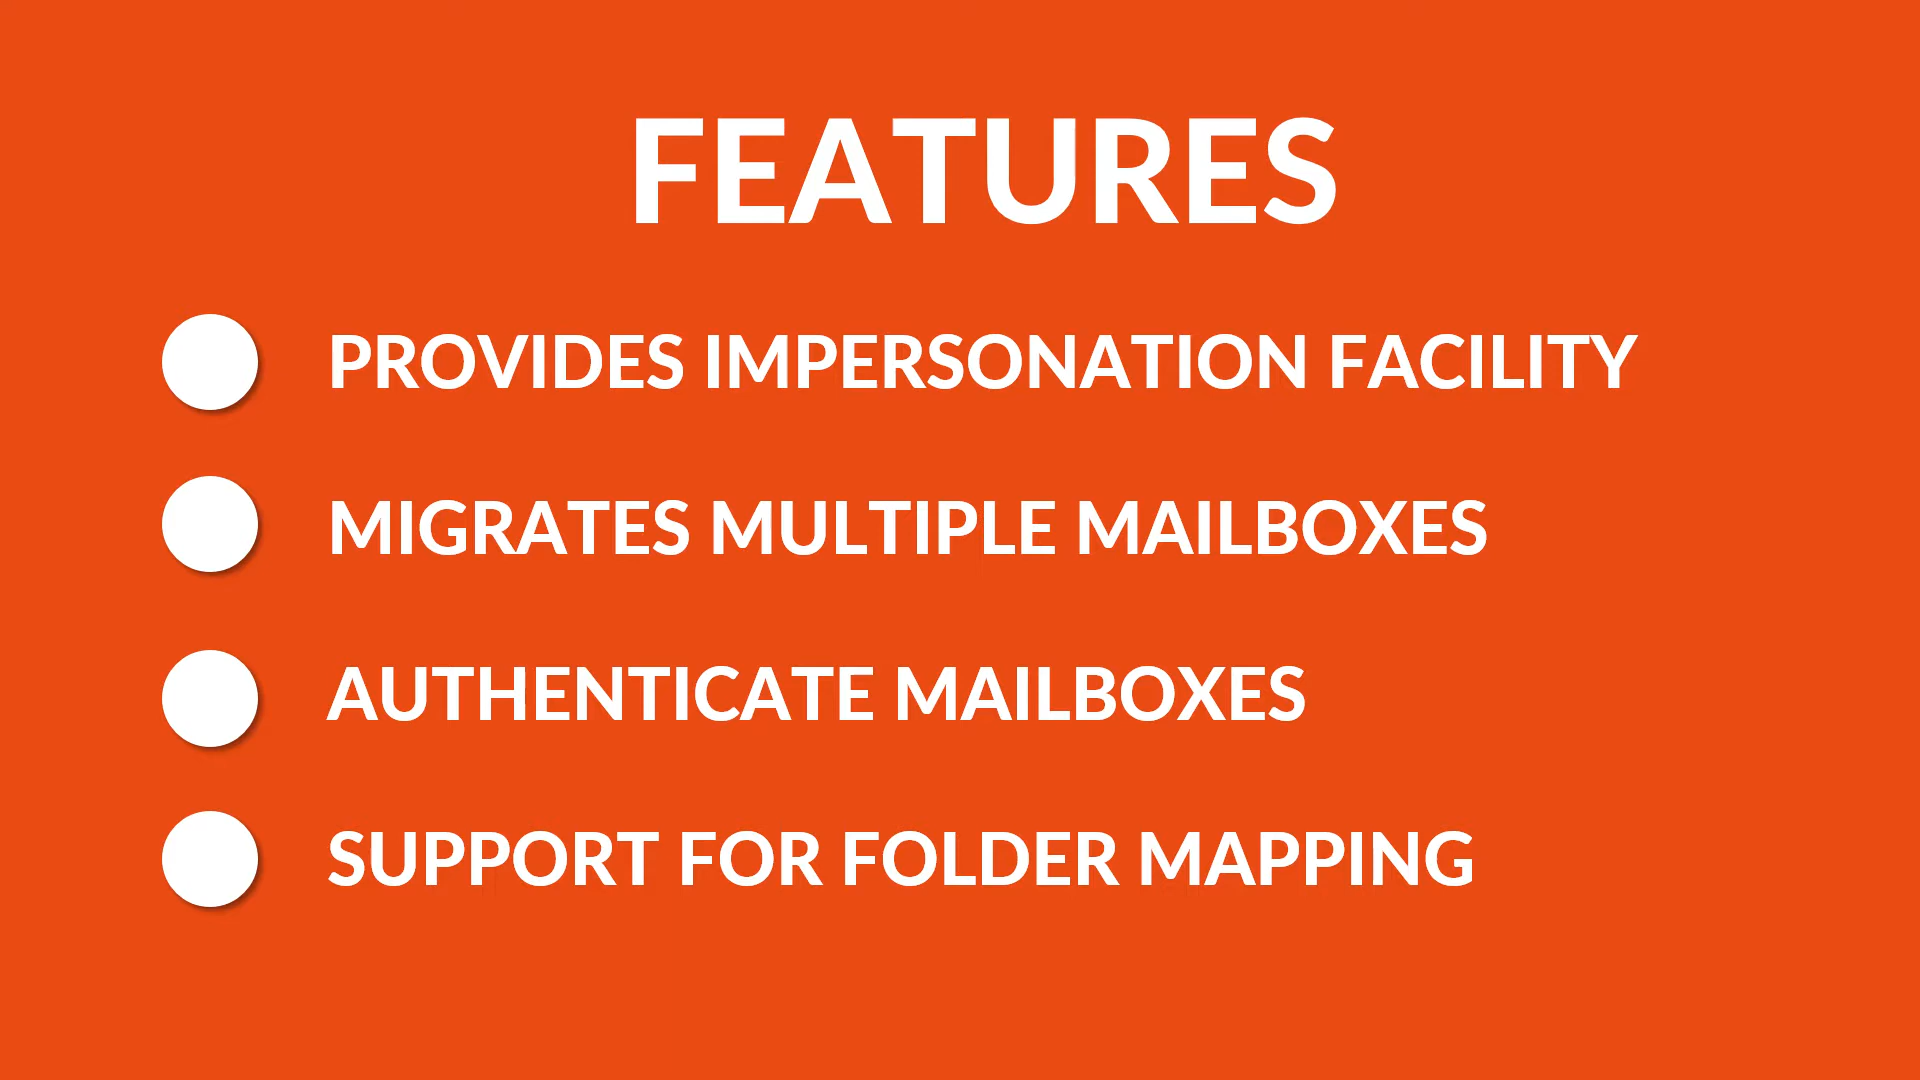 FEATURES
PROVIDES IMPERSONATION FACILITY
MIGRATES MULTIPLE MAILBOXES
AUTHENTICATE MAILBOXES
SUPPORT FOR FOLDER MAPPING